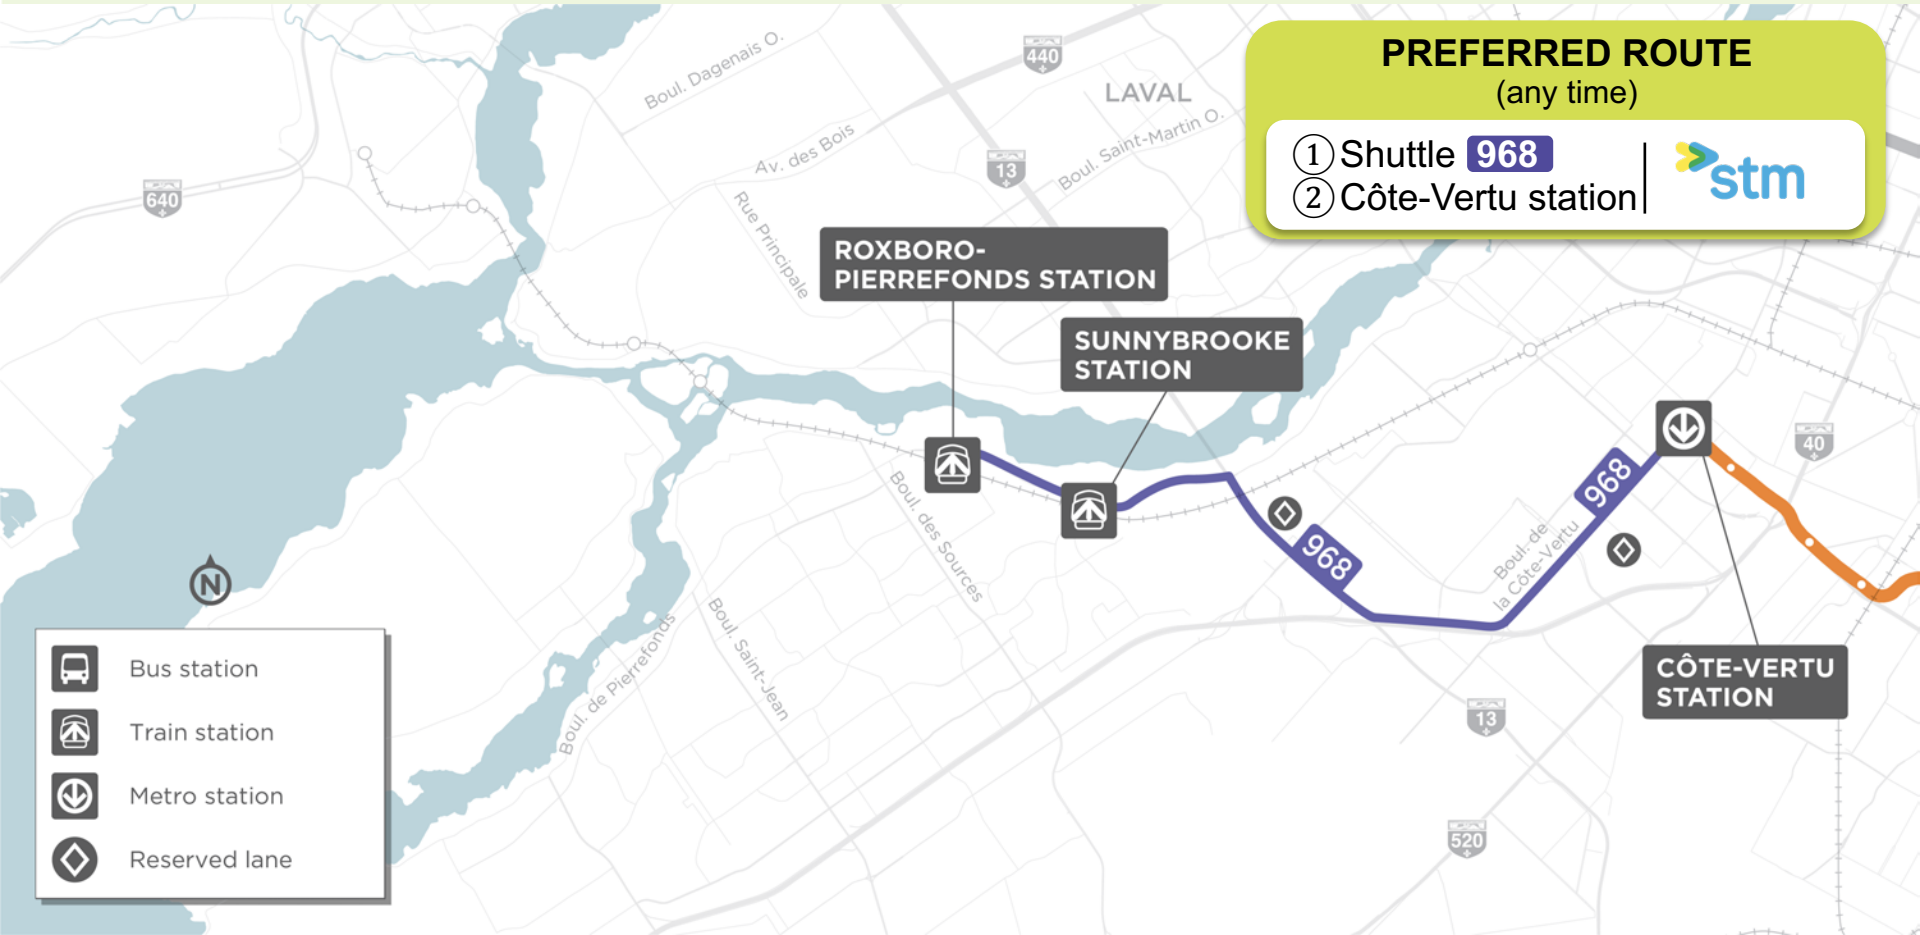 PREFERRED ROUTE
(any time)
① Shuttle 968
② Côte-Vertu station
stm
Boul. Dagenais O.
440
LAVAL
Boul. Saint-Martin O.
Av. des Bois
13
640
Rue Principale
ROXBORO-
PIERREFONDS STATION
SUNNYBROOKE
STATION
40
968
Boul. des Sources
968
Boul. de
la Côte-Vertu
N
Boul. de Pierrefonds
Boul. Saint-Jean
CÔTE-VERTU
STATION
13
520
Bus station
Train station
Metro station
Reserved lane